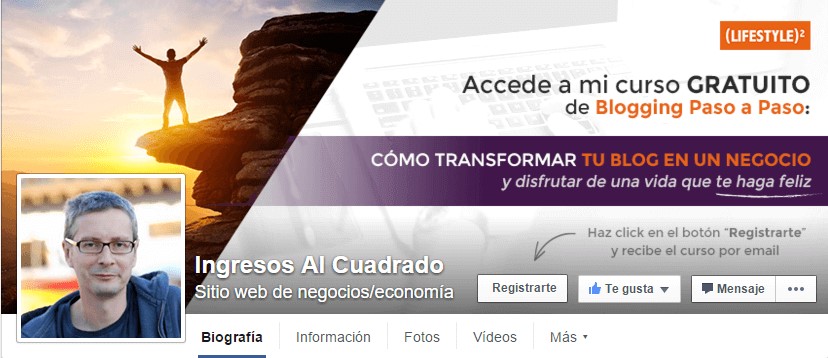 (LIFESTYLE)²
Accede a mi curso GRATUITO
de Blogging Paso a Paso:
CÓMO TRANSFORMAR TU BLOG EN UN NEGOCIO
y disfrutar de una vida que te haga feliz
Haz click en el botón “Registrarte”
y recibe el curso por email
Ingresos Al Cuadrado
Sitio web de negocios/economía
Registrarte
Te gusta
Mensaje
Biografía
Información
Fotos
Vídeos
Más